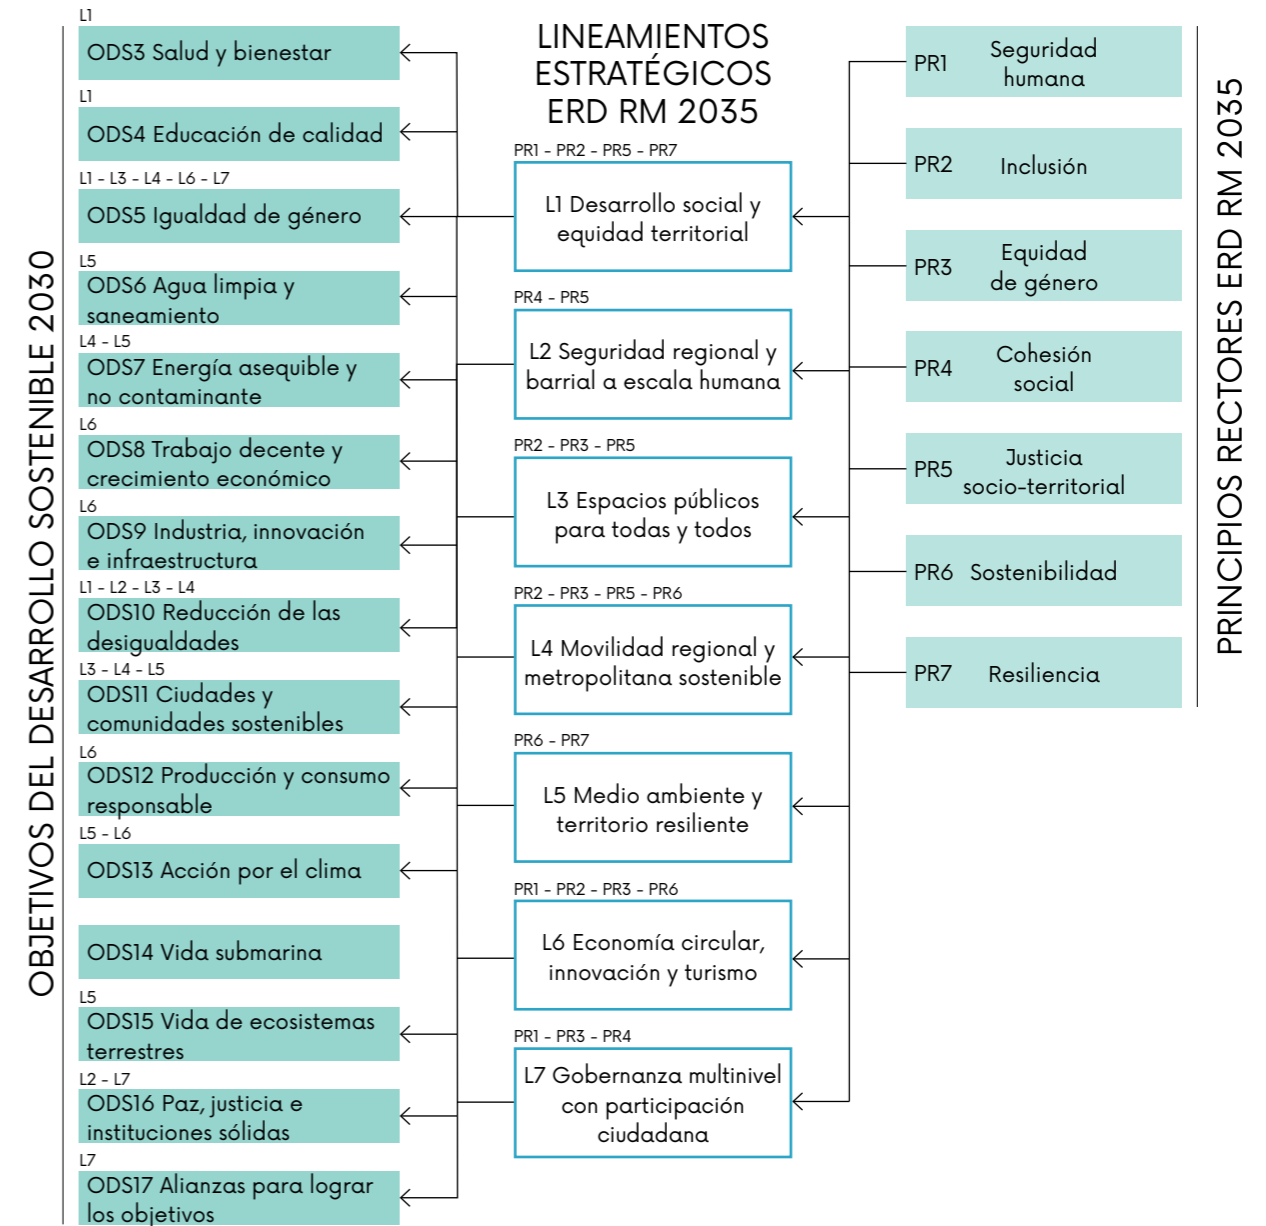 OBJETIVOS DEL DESARROLLO SOSTENIBLE 2030
L1
ODS3 Salud y bienestar
L1
ODS4 Educación de calidad
L1 - L3 - L4 - L6 - L7
ODS5 Igualdad de género
L5
ODS6 Agua limpia y
saneamiento
L4 - L5
ODS7 Energía asequible y
no contaminante
L6
ODS8 Trabajo decente y
crecimiento económico
L6
ODS9 Industria, innovación
e infraestructura
L1 - L2 - L3 - L4
ODS10 Reducción de las
desigualdades
L3 - L4 - L5
ODS11 Ciudades y
comunidades sostenibles
L6
ODS12 Producción y consumo
responsable
L5 - L6
ODS13 Acción por el clima
ODS14 Vida submarina
L5
ODS15 Vida de ecosistemas
terrestres
L2 - L7
ODS16 Paz, justicia e
instituciones sólidas
L7
ODS17 Alianzas para lograr
los objetivos
LINEAMIENTOS
ESTRATÉGICOS
ERD RM 2035
PR1 - PR2 - PR5 - PR7
L1 Desarrollo social y
equidad territorial
PR4 - PR5
L2 Seguridad regional y
barrial a escala humana
PR2 - PR3 - PR5
L3 Espacios públicos
para todas y todos
PR2 - PR3 - PR5 - PR6
L4 Movilidad regional y
metropolitana sostenible
PR6 - PR7
L5 Medio ambiente y
territorio resiliente
PR1 - PR2 - PR3 - PR6
L6 Economía circular,
innovación y turismo
PR1 - PR3 - PR4
L7 Gobernanza multinivel
con participación
ciudadana
PR1 Seguridad
humana
PR2 Inclusión
PR3 Equidad
de género
PR4 Cohesión
social
PR5 Justicia
socio-territorial
PR6 Sostenibilidad
PR7 Resiliencia
PRINCIPIOS RECTORES ERD RM 2035